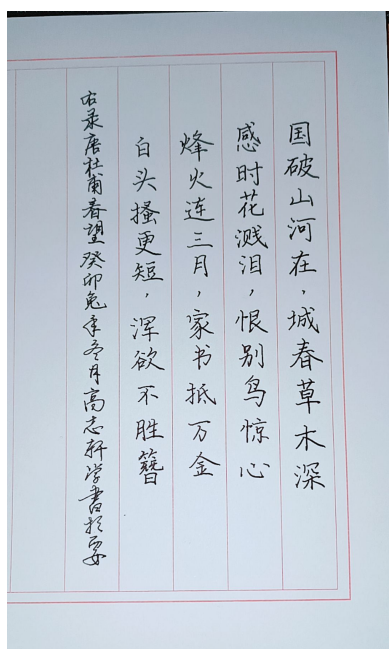 国破山河在，城春草木深
感时花溅泪，恨别鸟惊心
烽火连三月，家书抵万金
白头搔更短，浑欲不胜簪
右录唐杜甫春望癸卯兔年冬月高志轩学书于